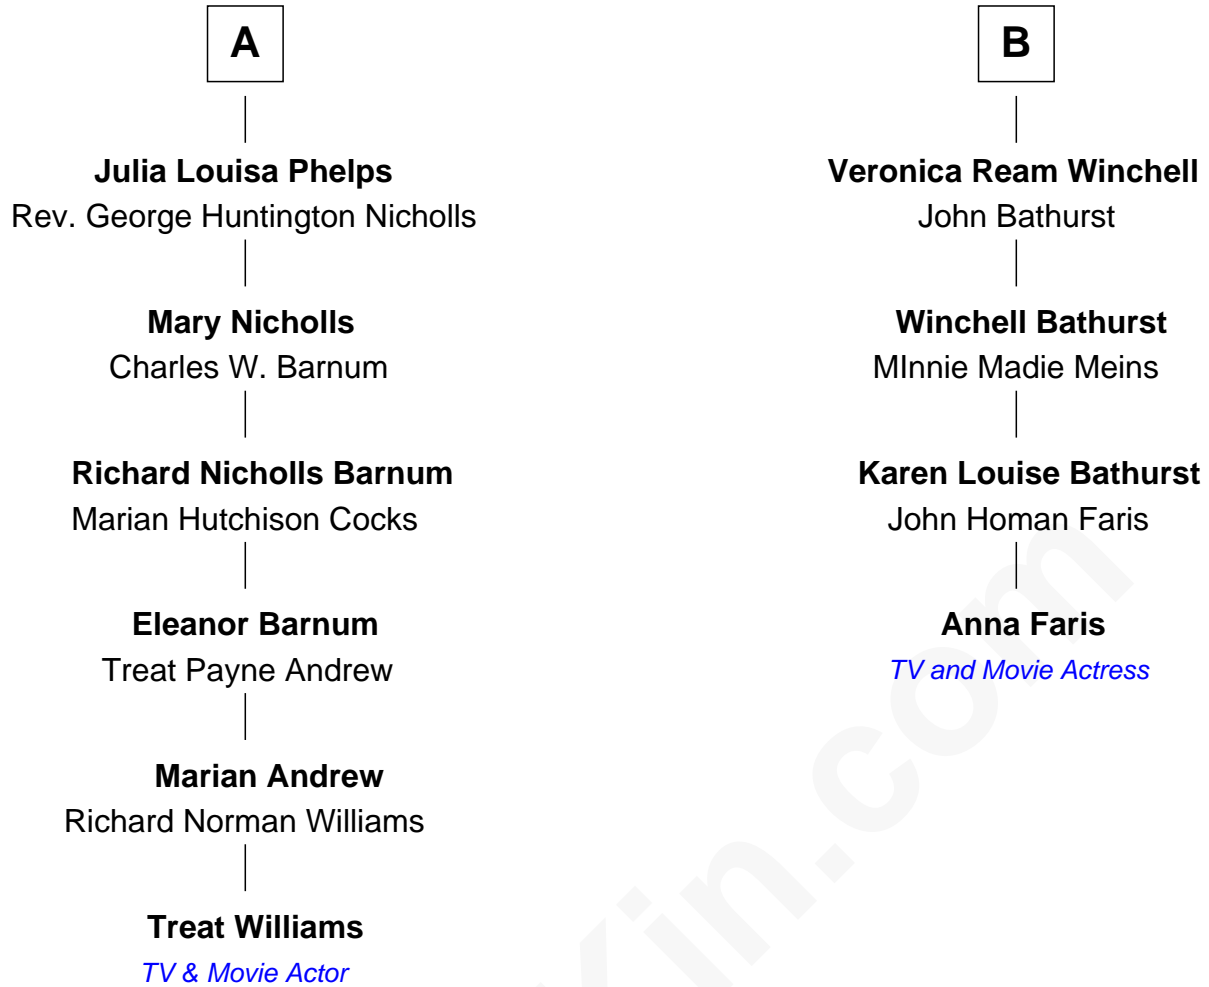 A
Julia Louisa Phelps
Rev. George Huntington Nicholls
Mary Nicholls
Charles W. Barnum
Richard Nicholls Barnum
Marian Hutchison Cocks
Eleanor Barnum
Treat Payne Andrew
Marian Andrew
Richard Norman Williams
Treat Williams
TV & Movie Actor
B
Veronica Ream Winchell
John Bathurst
Winchell Bathurst
MInnie Madie Meins
Karen Louise Bathurst
John Homan Faris
Anna Faris
TV and Movie Actress
Kin.com